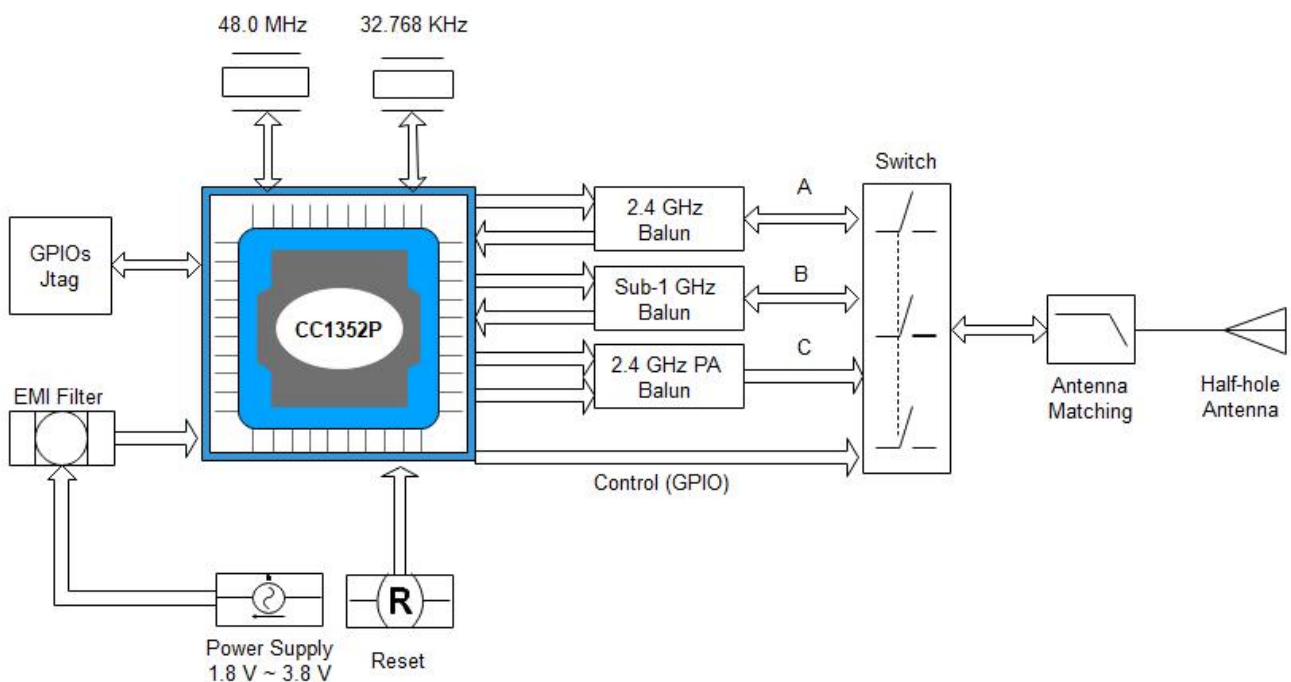 48.0 MHz
32.768 KHz
Switch
A
2.4 GHz
Balun
GPIOs
Jtag
B
Sub-1 GHz
Balun
CC1352P
C
2.4 GHz PA
Balun
Antenna
Matching
Half-hole
Antenna
EMI Filter
Control (GPIO)
R
Power Supply
1.8 V ~ 3.8 V
Reset